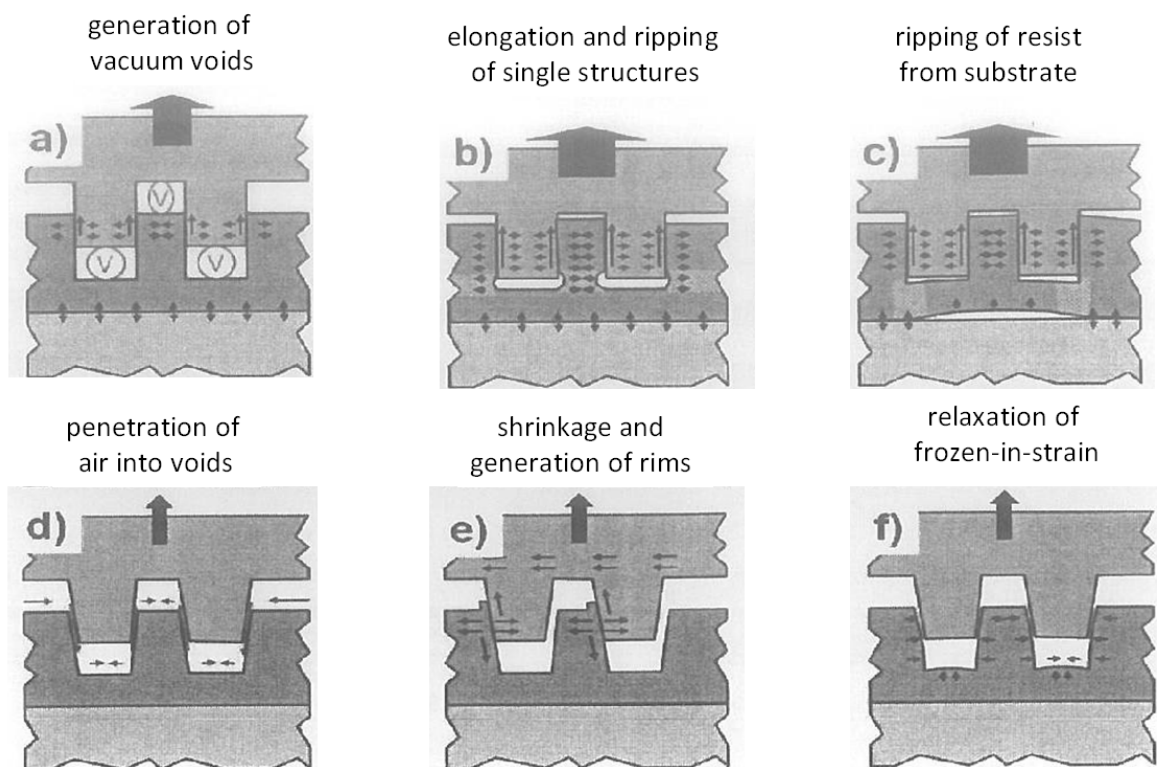 generation of
vacuum voids
elongation and ripping
of single structures
ripping of resist
from substrate
a)
b)
c)
V
V
V
penetration of
air into voids
shrinkage and
generation of rims
relaxation of
frozen-in-strain
d)
e)
f)